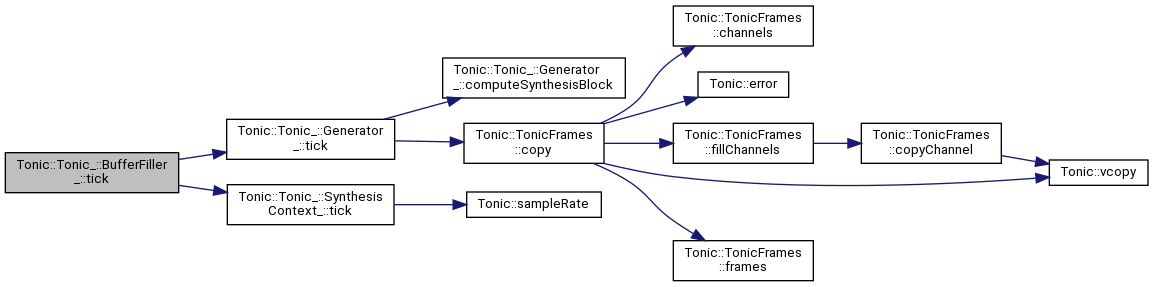 Tonic::TonicFrames
::channels
Tonic::Tonic_::Generator
_::computeSynthesisBlock
Tonic::error
Tonic::Tonic_::Generator
_::tick
Tonic::TonicFrames
::copy
Tonic::TonicFrames
::fillChannels
Tonic::TonicFrames
::copyChannel
Tonic::Tonic_::BufferFiller
_::tick
Tonic::vcopy
Tonic::Tonic_::Synthesis
Context_::tick
Tonic::sampleRate
Tonic::TonicFrames
::frames